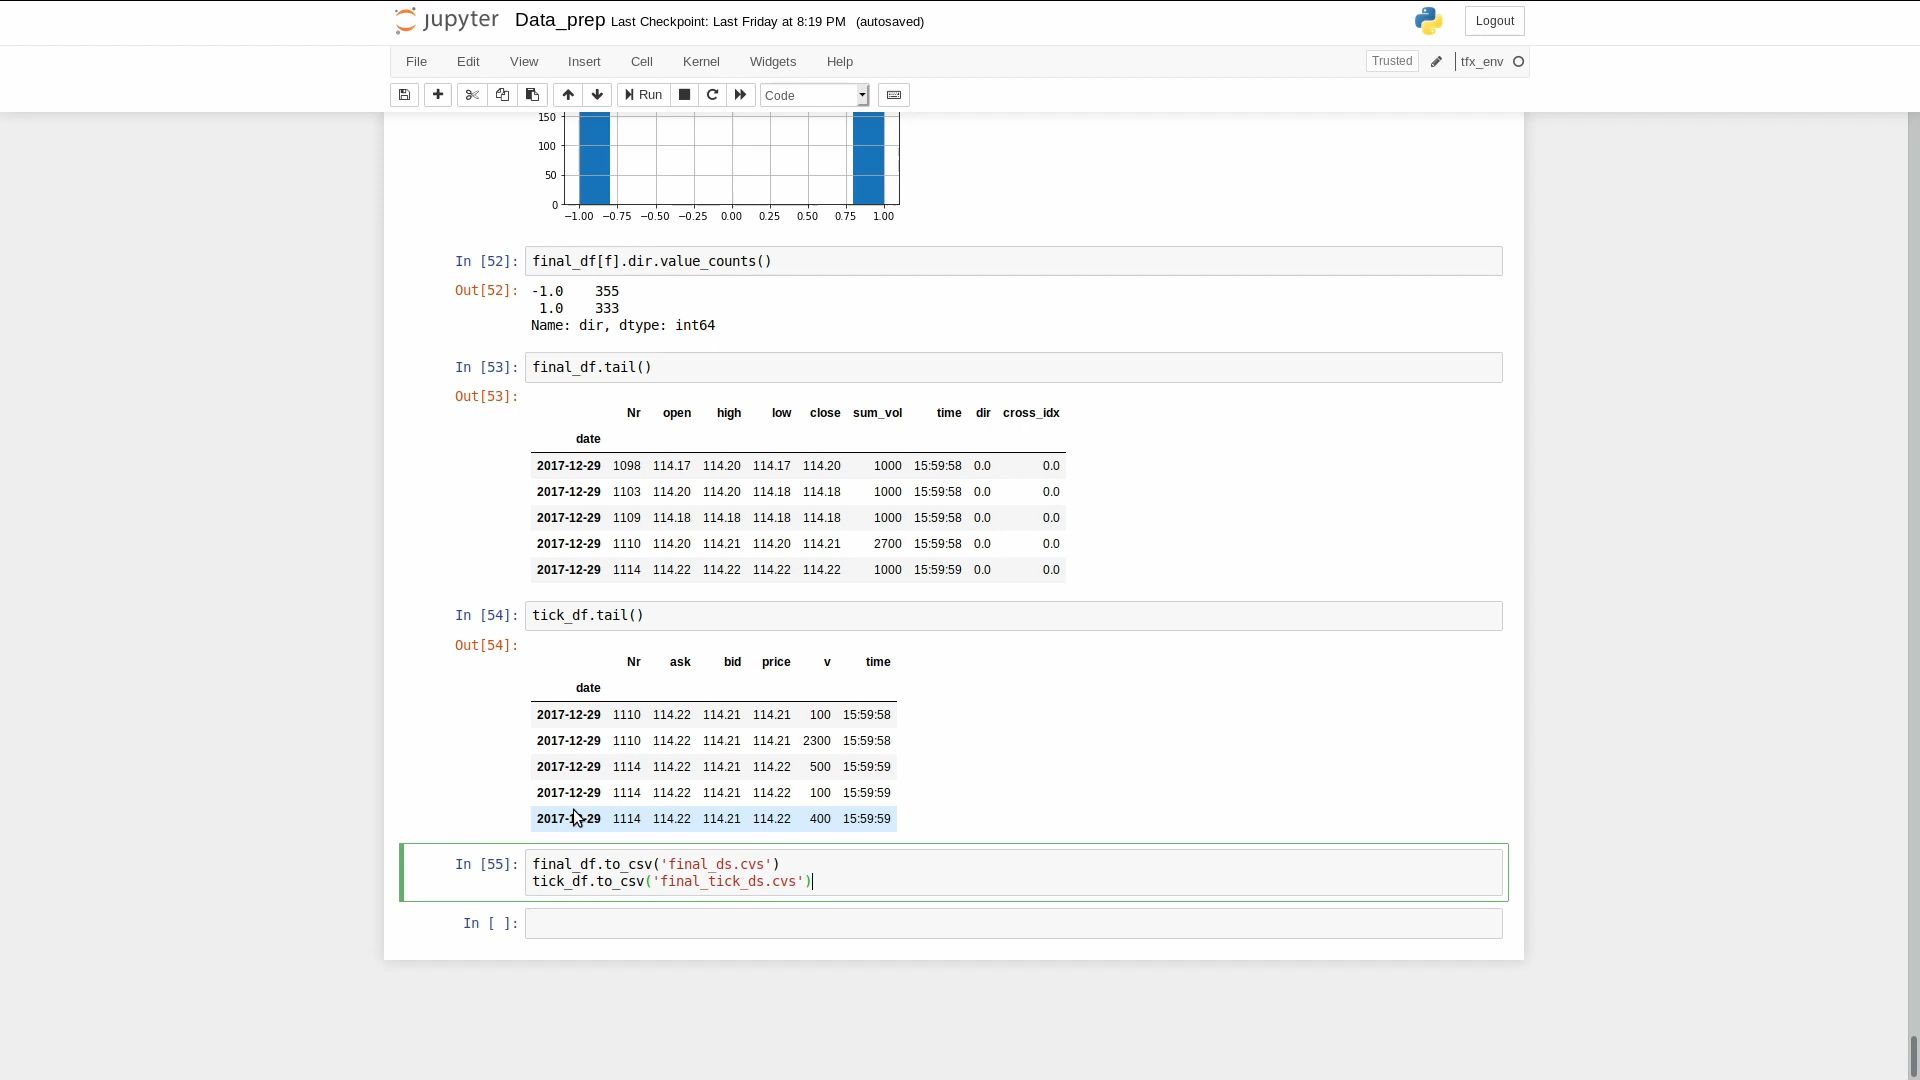 jupyter Data_prep Last Checkpoint: Last Friday at 8:19 PM (autosaved) Logout
File Edit View Insert Cell Kernel Widgets Help Trusted tfx_env
Run Code
150
100
50
0
−1.00 −0.75 −0.50 −0.25 0.00 0.25 0.50 0.75 1.00
In [52]: final_df[f].dir.value_counts()
Out[52]: -1.0 355
1.0 333
Name: dir, dtype: int64
In [53]: final_df.tail()
Out[53]:
Nr open high low close sum_vol time dir cross_idx
date
2017-12-29 1098 114.17 114.20 114.17 114.20 1000 15:59:58 0.0 0.0
2017-12-29 1103 114.20 114.20 114.18 114.18 1000 15:59:58 0.0 0.0
2017-12-29 1109 114.18 114.18 114.18 114.18 1000 15:59:58 0.0 0.0
2017-12-29 1110 114.20 114.21 114.20 114.21 2700 15:59:58 0.0 0.0
2017-12-29 1114 114.22 114.22 114.22 114.22 1000 15:59:59 0.0 0.0
In [54]: tick_df.tail()
Out[54]:
Nr ask bid price v time
date
2017-12-29 1110 114.22 114.21 114.21 100 15:59:58
2017-12-29 1110 114.22 114.21 114.21 2300 15:59:58
2017-12-29 1114 114.22 114.21 114.22 500 15:59:59
2017-12-29 1114 114.22 114.21 114.22 100 15:59:59
2017-12-29 1114 114.22 114.21 114.22 400 15:59:59
In [55]: final_df.to_csv('final_ds.cvs')
tick_df.to_csv('final_tick_ds.cvs')
In [ ]: